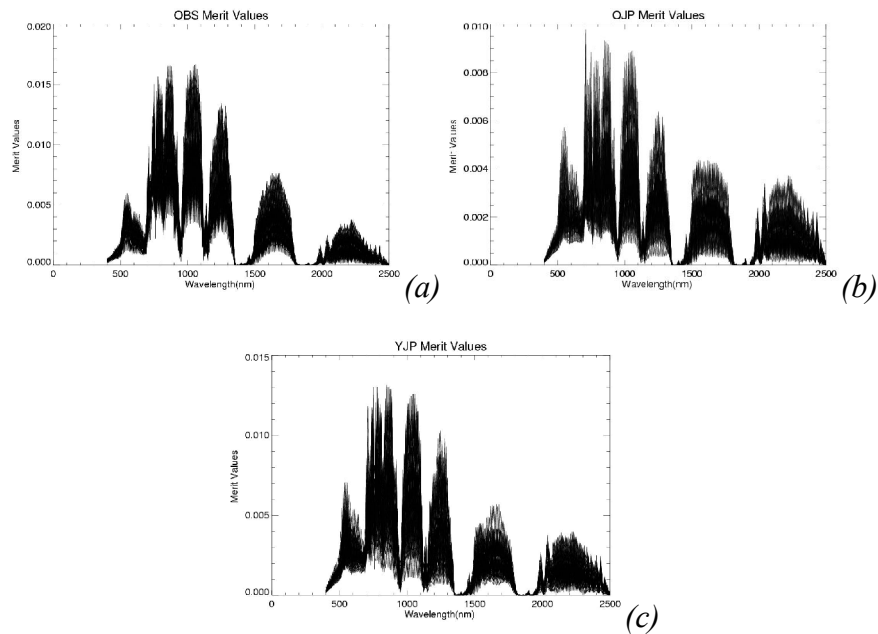 OBS Merit Values
0.020
0.015
0.010
0.005
0.000
Merit Values
0 500 1000 1500 2000 2500
Wavelength(nm)
(a)
OJP Merit Values
0.010
0.008
0.006
0.004
0.002
0.000
Merit Values
0 500 1000 1500 2000 2500
Wavelength(nm)
(b)
YJP Merit Values
0.015
0.010
0.005
0.000
Merit Values
0 500 1000 1500 2000 2500
Wavelength(nm)
(c)